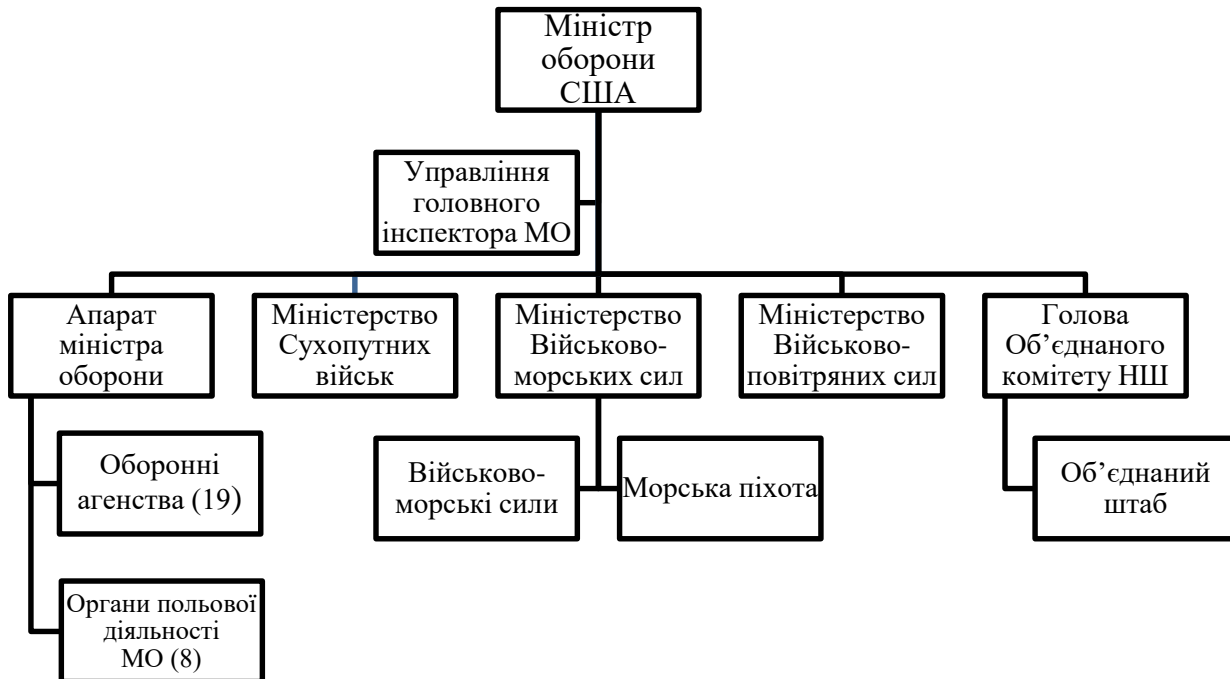 Міністр
оборони
США
Управління
головного
інспектора МО
Апарат
міністра
оборони
Міністерство
Сухопутних
військ
Міністерство
Військово-
морських сил
Міністерство
Військово-
повітряних сил
Голова
Об’єднаного
комітету НШ
Оборонні
агенства (19)
Військово-
морські сили
Морська піхота
Об’єднаний
штаб
Органи польової
діяльності
МО (8)